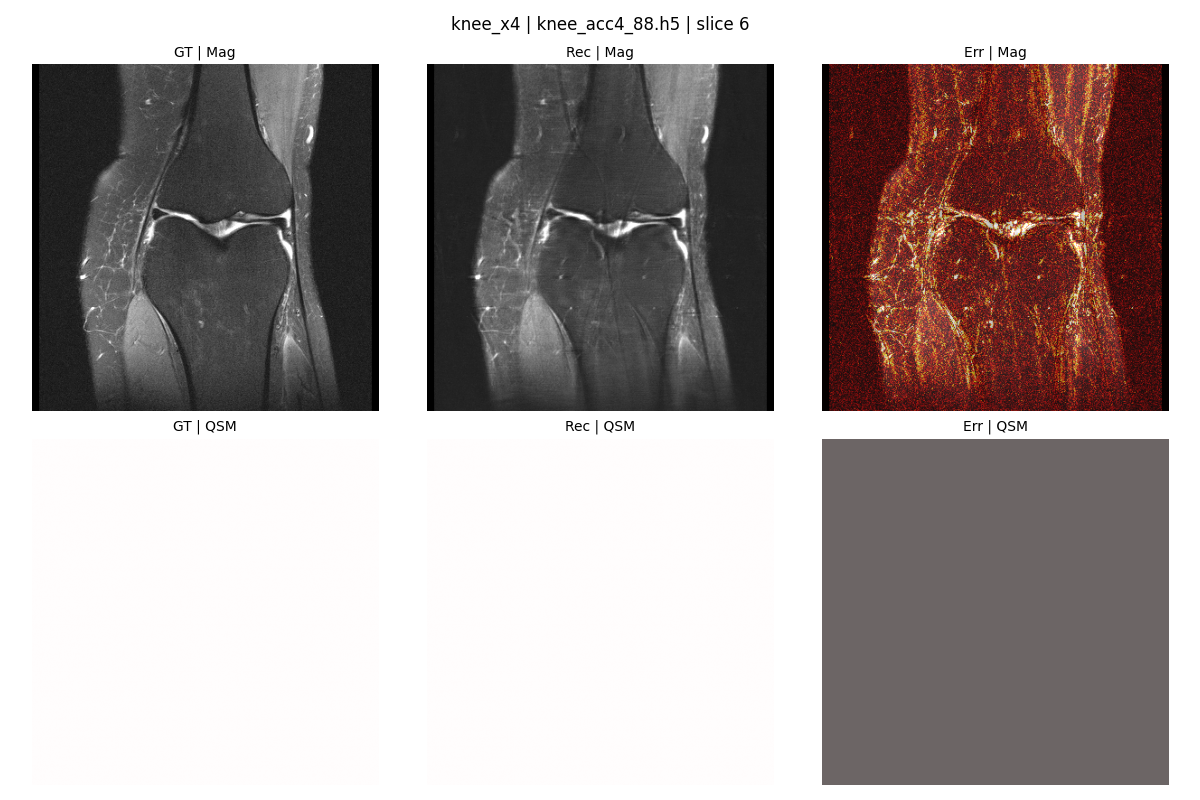 knee_x4 | knee_acc4_88.h5 | slice 6
GT | Mag
Rec | Mag
Err | Mag
GT | QSM
Rec | QSM
Err | QSM